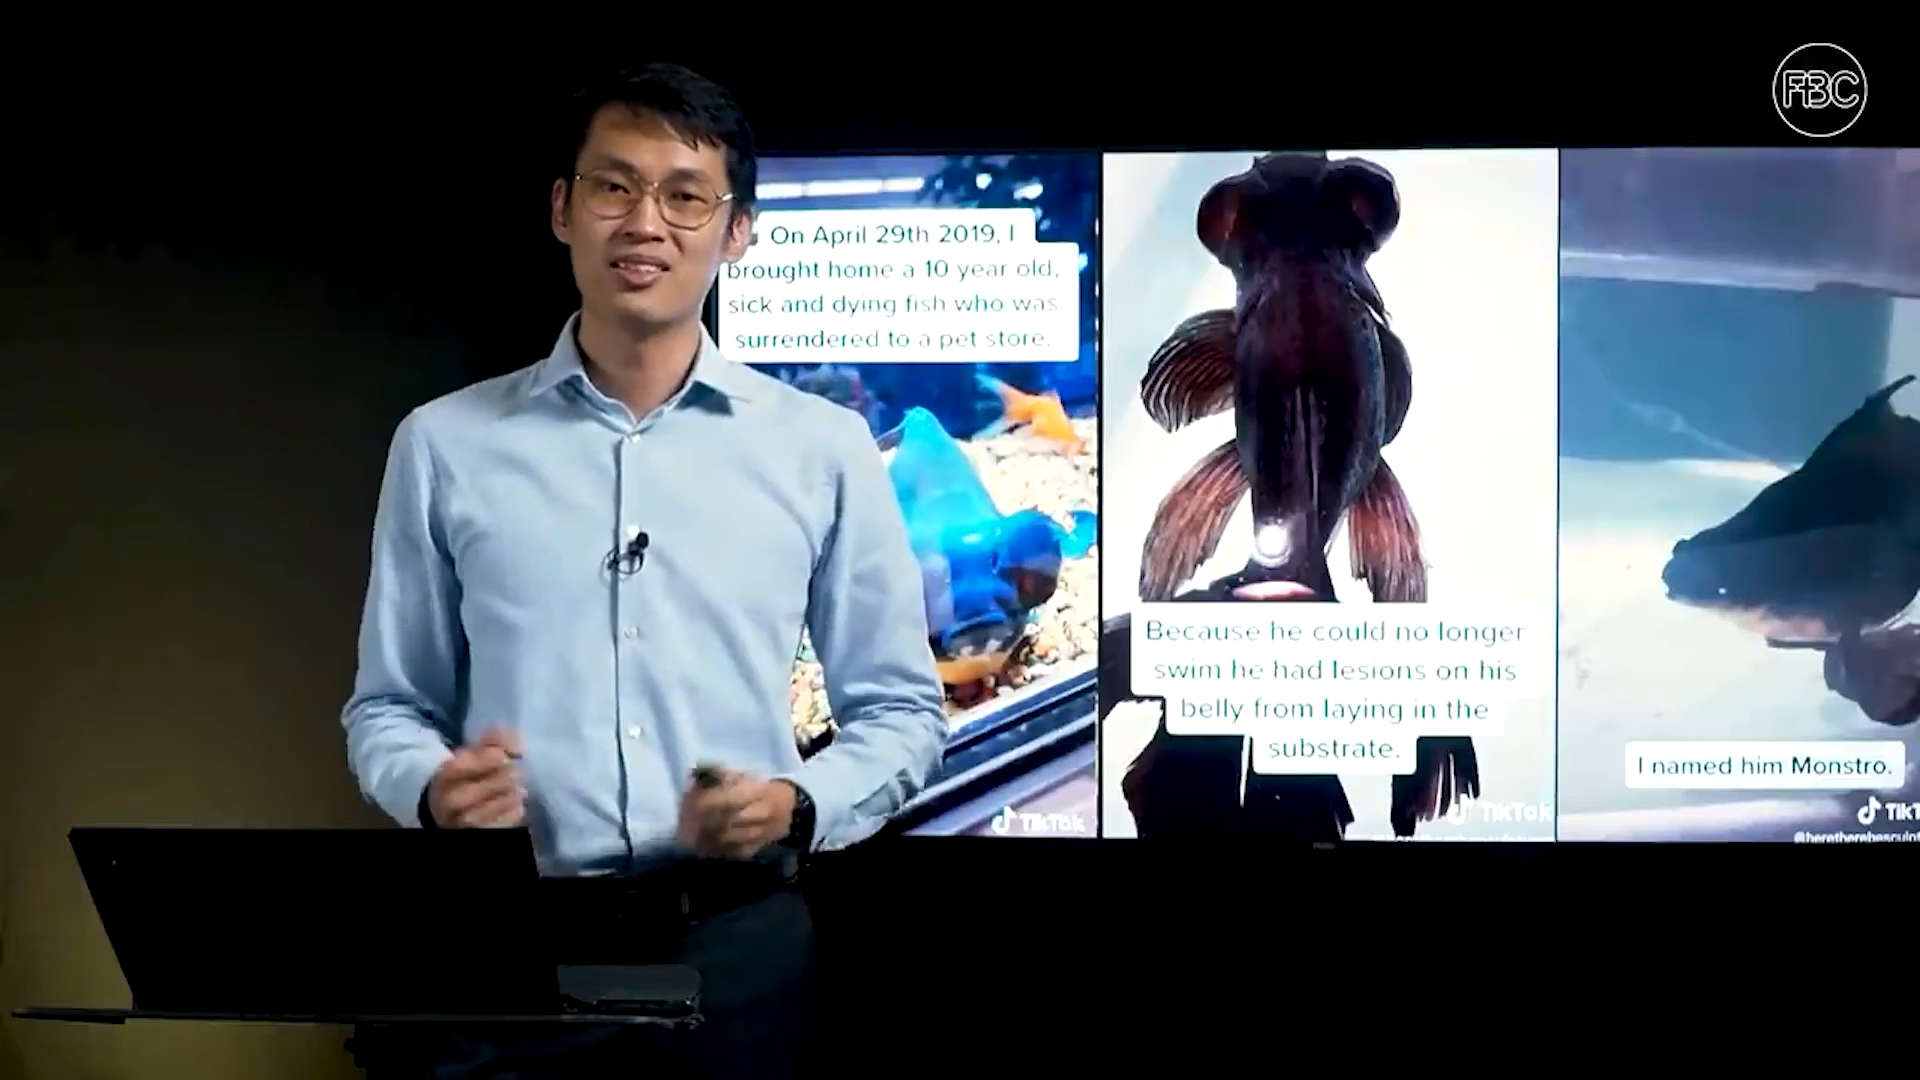 FBC
On April 29th 2019, I
brought home a 10 year old,
sick and dying fish who was
surrendered to a pet store.
TikTok
Because he could no longer
swim he had lesions on his
belly from laying in the
substrate.
TikTok
I named him Monstro.
TikT